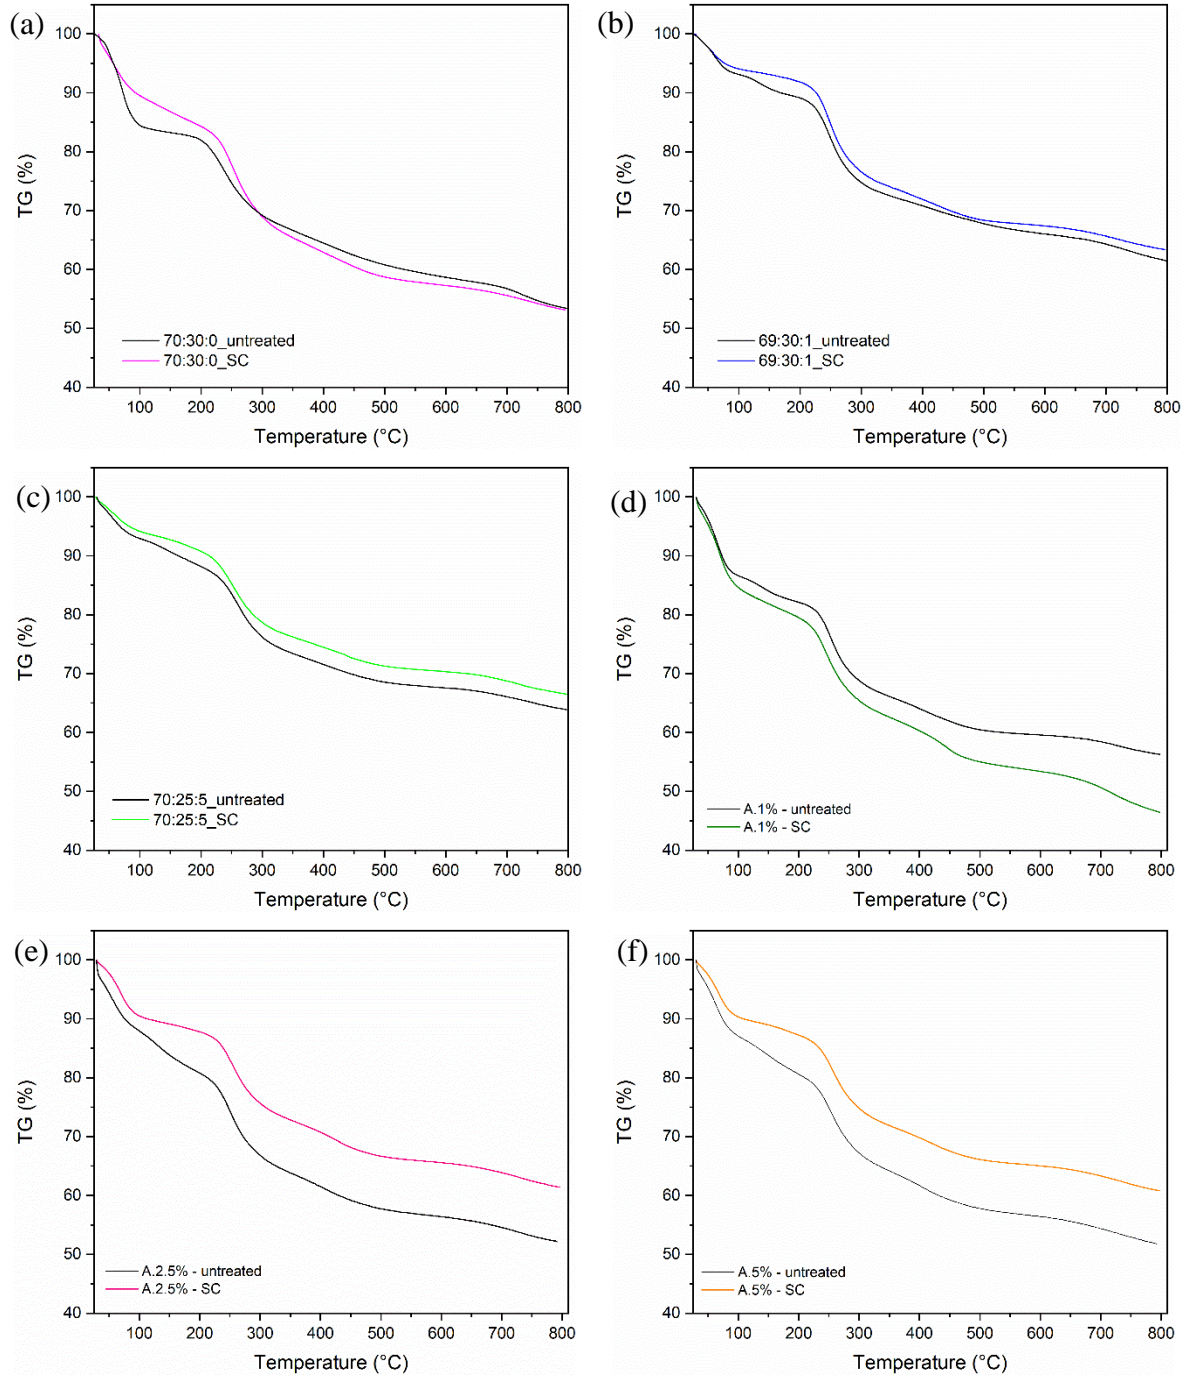 (a)
100
90
80
70
60
50
40
TG (%)
70:30:0_untreated
70:30:0_SC
100 200 300 400 500 600 700 800
Temperature (°C)
(b)
100
90
80
70
60
50
40
TG (%)
69:30:1_untreated
69:30:1_SC
100 200 300 400 500 600 700 800
Temperature (°C)
(c)
100
90
80
70
60
50
40
TG (%)
70:25:5_untreated
70:25:5_SC
100 200 300 400 500 600 700 800
Temperature (°C)
(d)
100
90
80
70
60
50
40
TG (%)
A.1% - untreated
A.1% - SC
100 200 300 400 500 600 700 800
Temperature (°C)
(e)
100
90
80
70
60
50
40
TG (%)
A.2.5% - untreated
A.2.5% - SC
100 200 300 400 500 600 700 800
Temperature (°C)
(f)
100
90
80
70
60
50
40
TG (%)
A.5% - untreated
A.5% - SC
100 200 300 400 500 600 700 800
Temperature (°C)